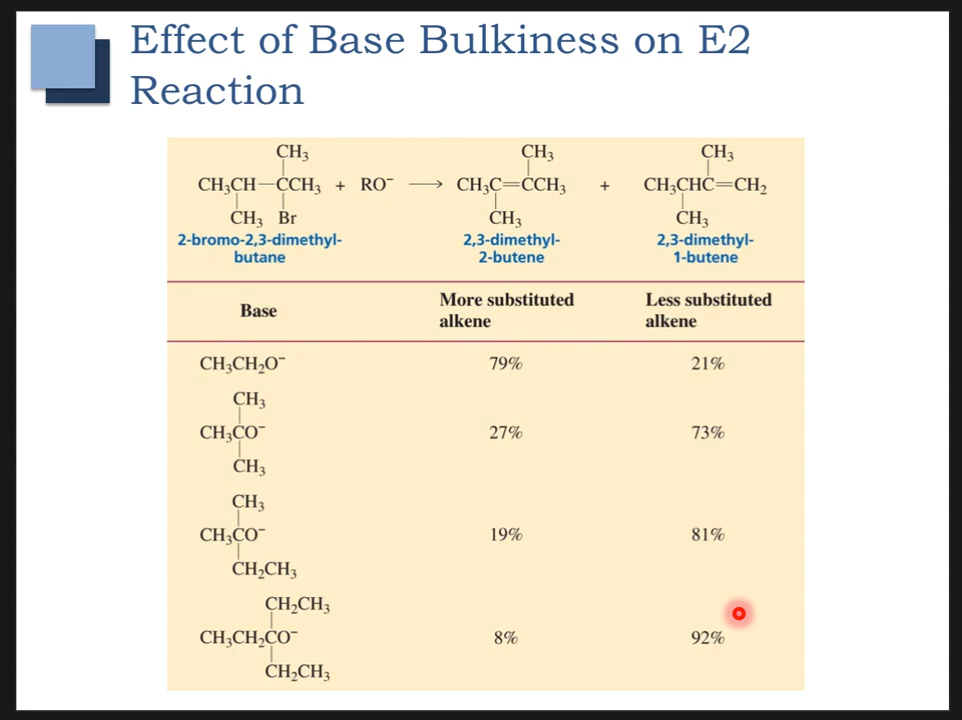 Effect of Base Bulkiness on E2
Reaction
CH₃ CH₃ CH₃
CH₃CH—CCH₃ + RO⁻ ⟶ CH₃C=CCH₃ + CH₃CHC=CH₂
CH₃ Br CH₃ CH₃
2-bromo-2,3-dimethyl- 2,3-dimethyl- 2,3-dimethyl-
butane 2-butene 1-butene
Base More substituted alkene Less substituted alkene
CH₃CH₂O⁻ 79% 21%
CH₃
CH₃CO⁻ 27% 73%
CH₃
CH₃
CH₃CO⁻ 19% 81%
CH₂CH₃
CH₂CH₃
CH₃CH₂CO⁻ 8% 92%
CH₂CH₃